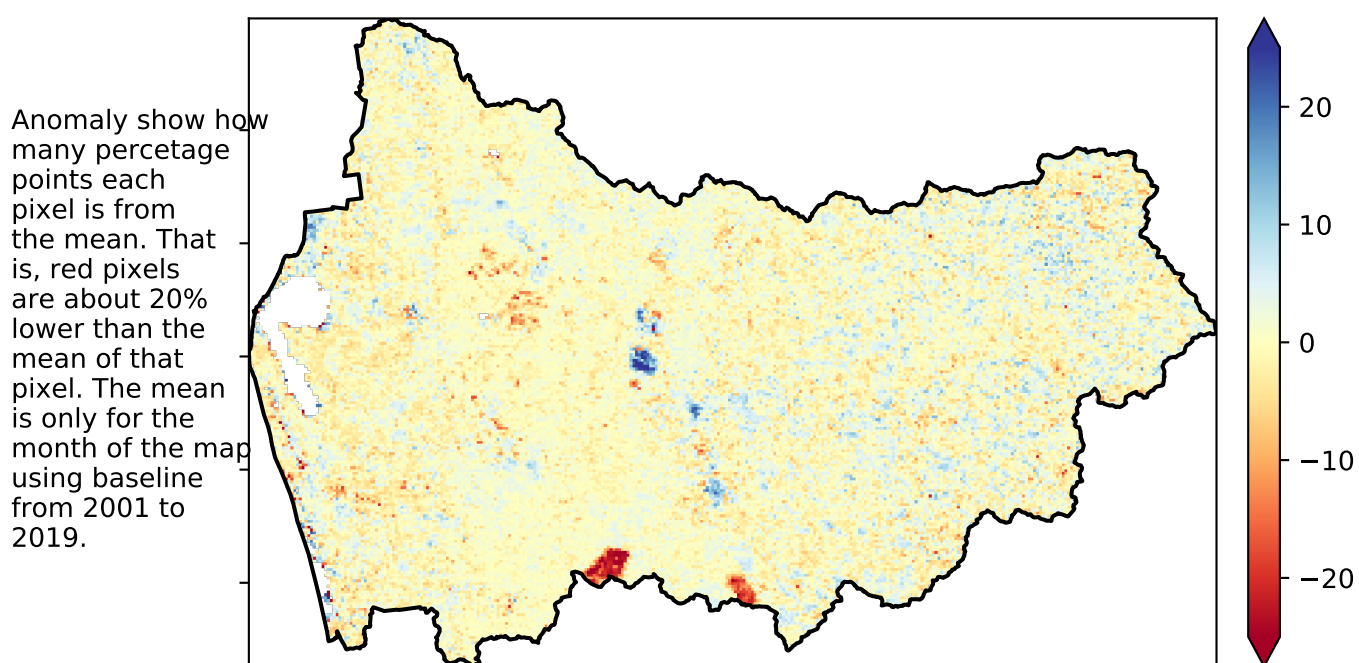 Anomaly show how
many percetage
points each
pixel is from
the mean. That
is, red pixels
are about 20%
lower than the
mean of that
pixel. The mean
is only for the
month of the map
using baseline
from 2001 to
2019.
20
10
0
−10
−20